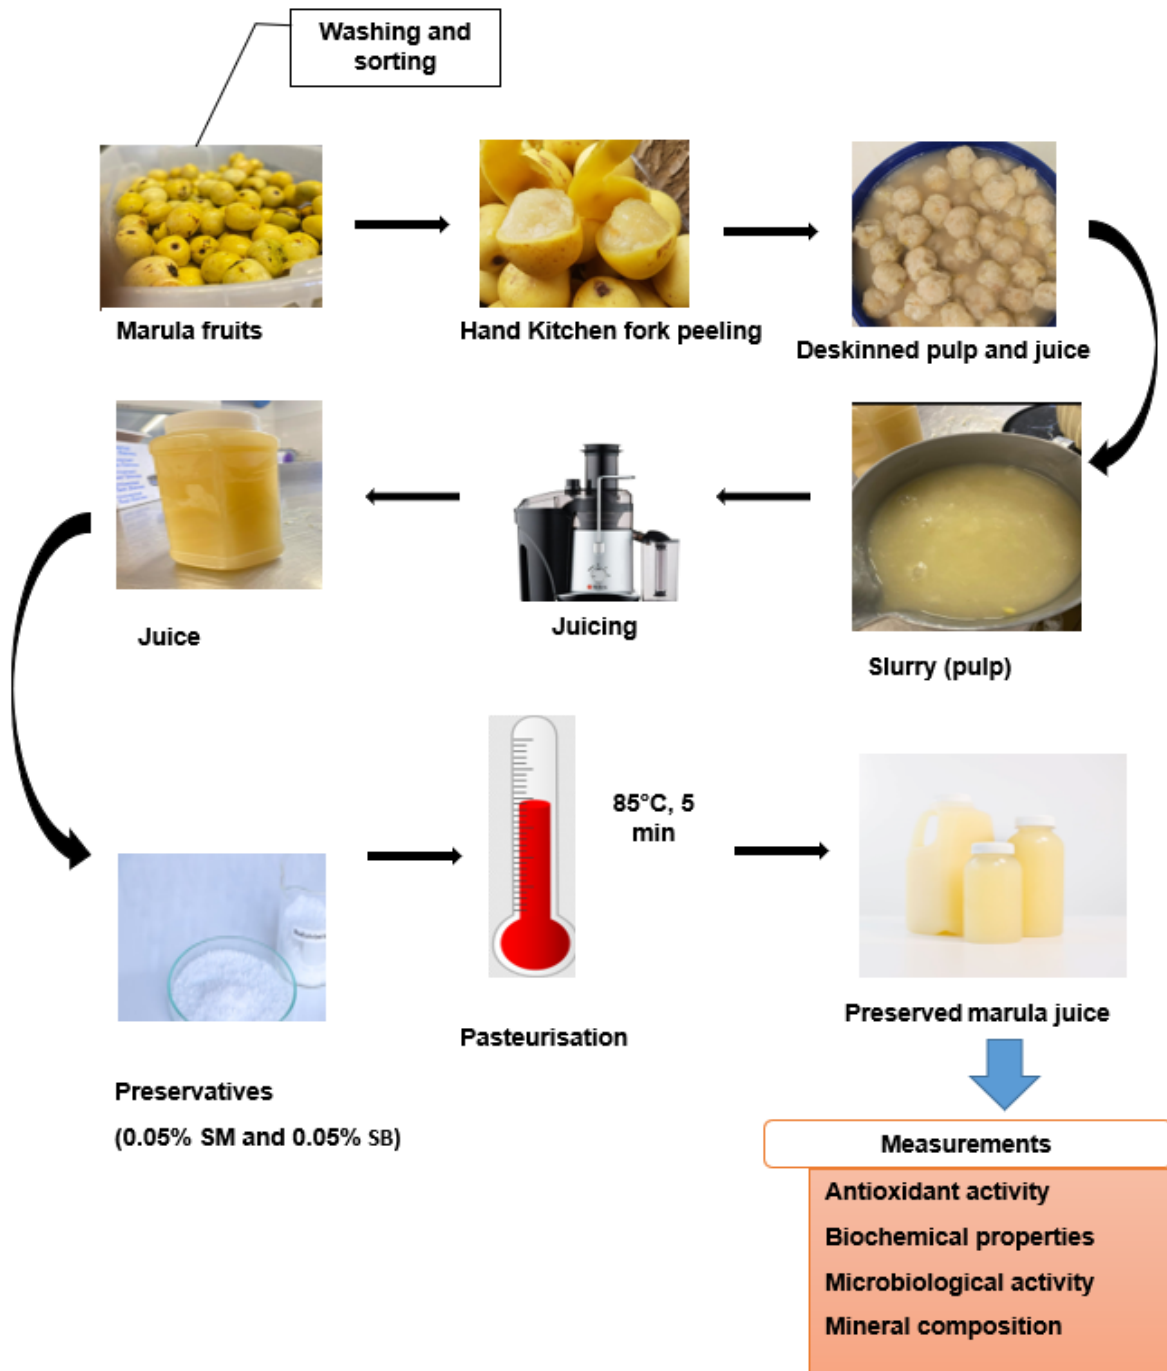 Washing and
sorting
Marula fruits
Hand Kitchen fork peeling
Deskinned pulp and juice
Slurry (pulp)
Juicing
Juice
Preservatives
(0.05% SM and 0.05% SB)
Pasteurisation
85°C, 5
min
Preserved marula juice
Measurements
Antioxidant activity
Biochemical properties
Microbiological activity
Mineral composition